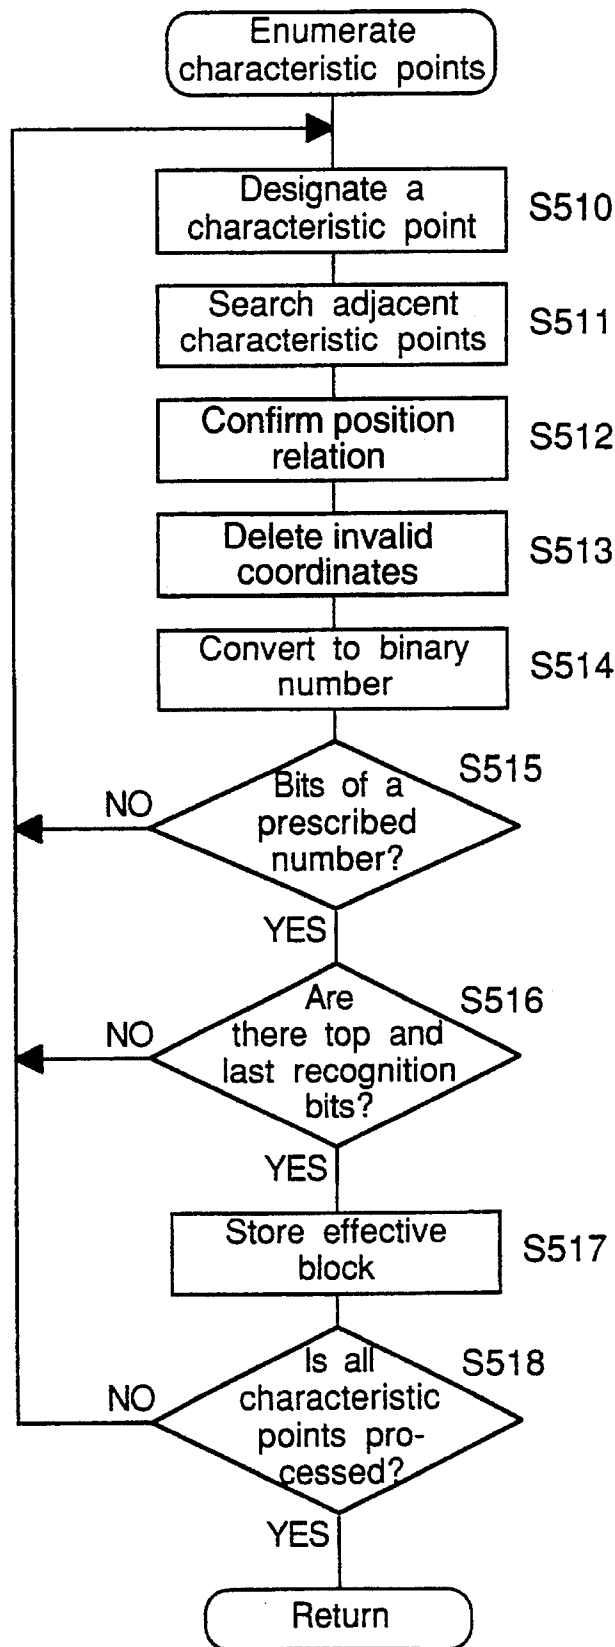 Enumerate
characteristic points
Designate a
characteristic point
S510
Search adjacent
characteristic points
S511
Confirm position
relation
S512
Delete invalid
coordinates
S513
Convert to binary
number
S514
Bits of a
prescribed
number?
S515
NO
YES
Are
there top and
last recognition
bits?
S516
NO
YES
Store effective
block
S517
Is all
characteristic
points pro-
cessed?
S518
NO
YES
Return